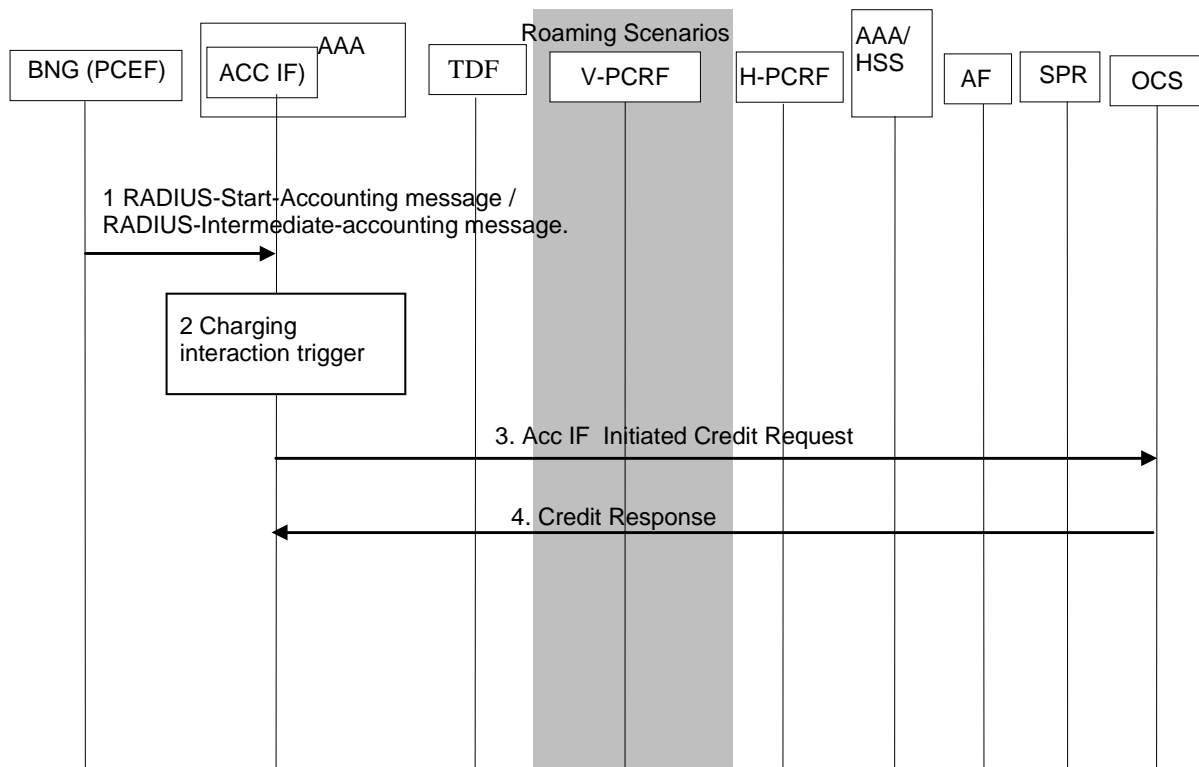 Roaming Scenarios
AAA
AAA/
HSS
BNG (PCEF)
ACC IF)
TDF
V-PCRF
H-PCRF
AF
SPR
OCS
1 RADIUS-Start-Accounting message /
RADIUS-Intermediate-accounting message.
2 Charging
interaction trigger
3. Acc IF Initiated Credit Request
4. Credit Response